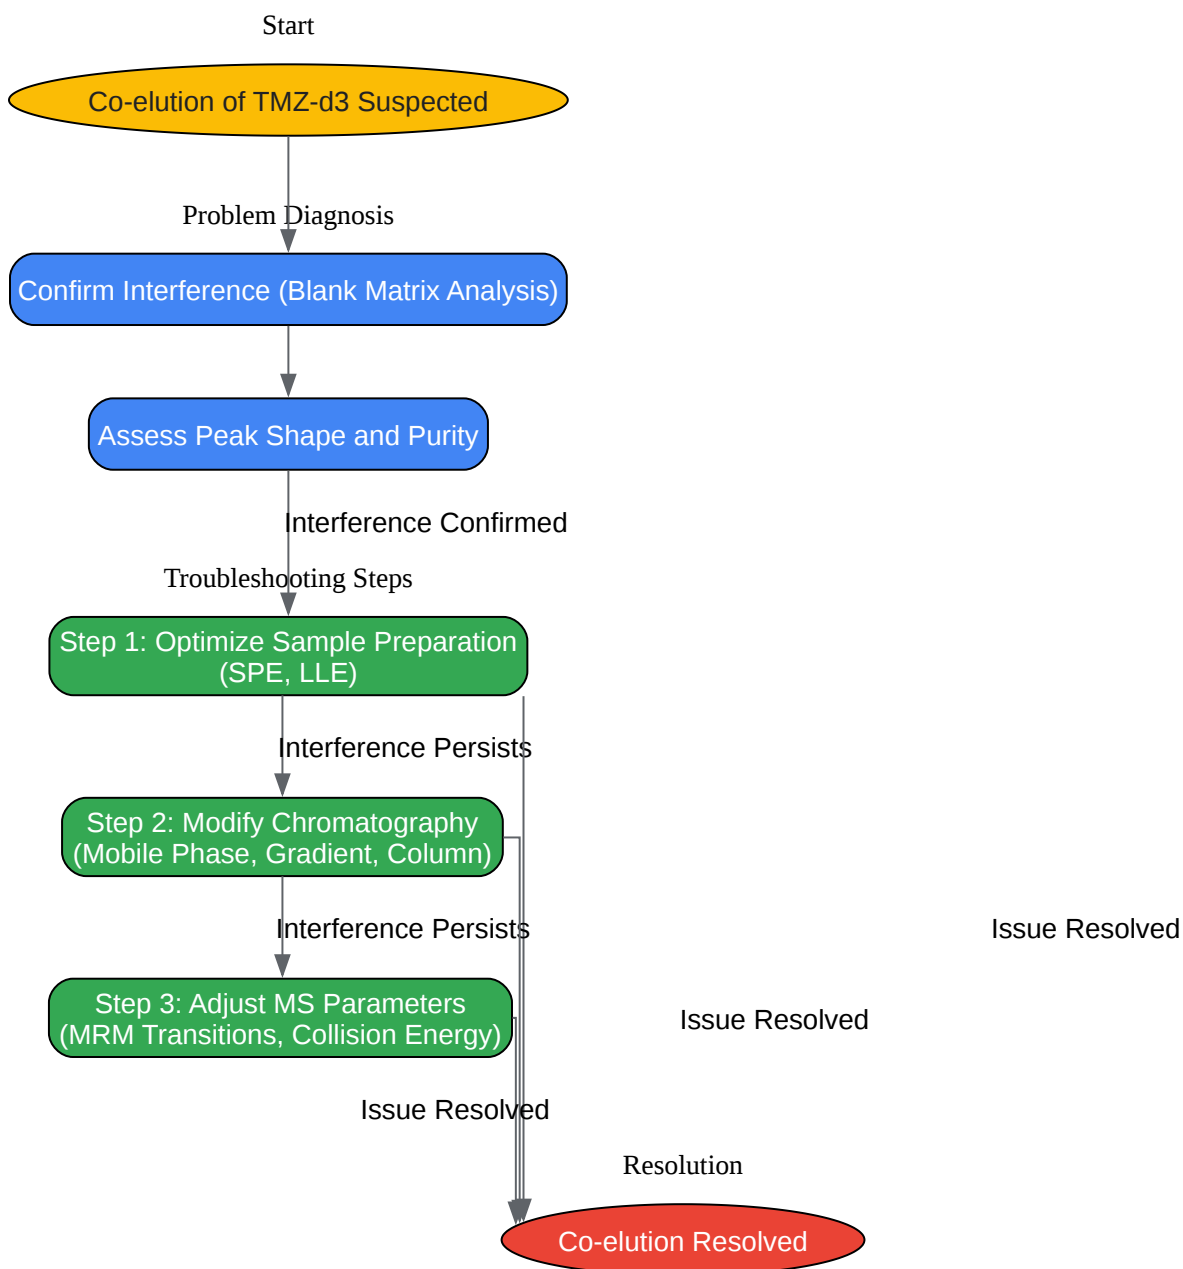 Start
Co-elution of TMZ-d3 Suspected
Problem Diagnosis
Confirm Interference (Blank Matrix Analysis)
Assess Peak Shape and Purity
Interference Confirmed
Troubleshooting Steps
Step 1: Optimize Sample Preparation
(SPE, LLE)
Interference Persists
Step 2: Modify Chromatography
(Mobile Phase, Gradient, Column)
Interference Persists
Issue Resolved
Step 3: Adjust MS Parameters
(MRM Transitions, Collision Energy)
Issue Resolved
Issue Resolved
Resolution
Co-elution Resolved